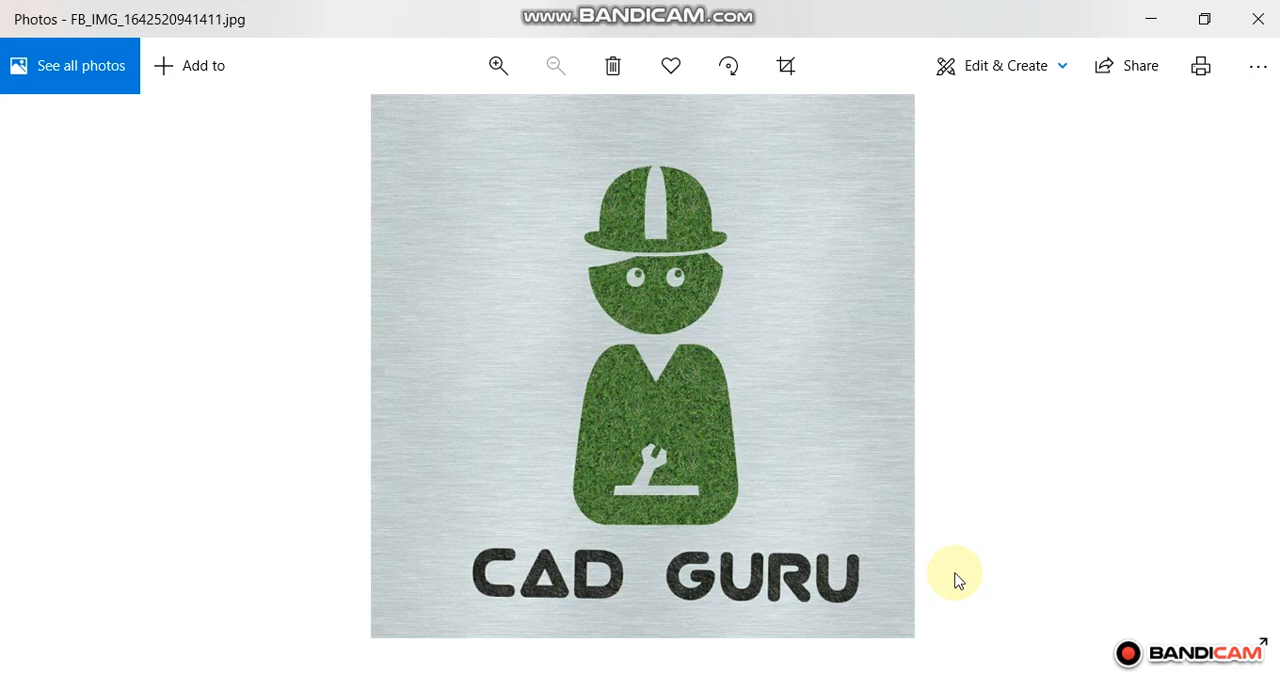 Photos - FB_IMG_1642520941411.jpg
www.BANDICAM.com
See all photos
Add to
Edit & Create
Share
CAD GURU
BANDICAM